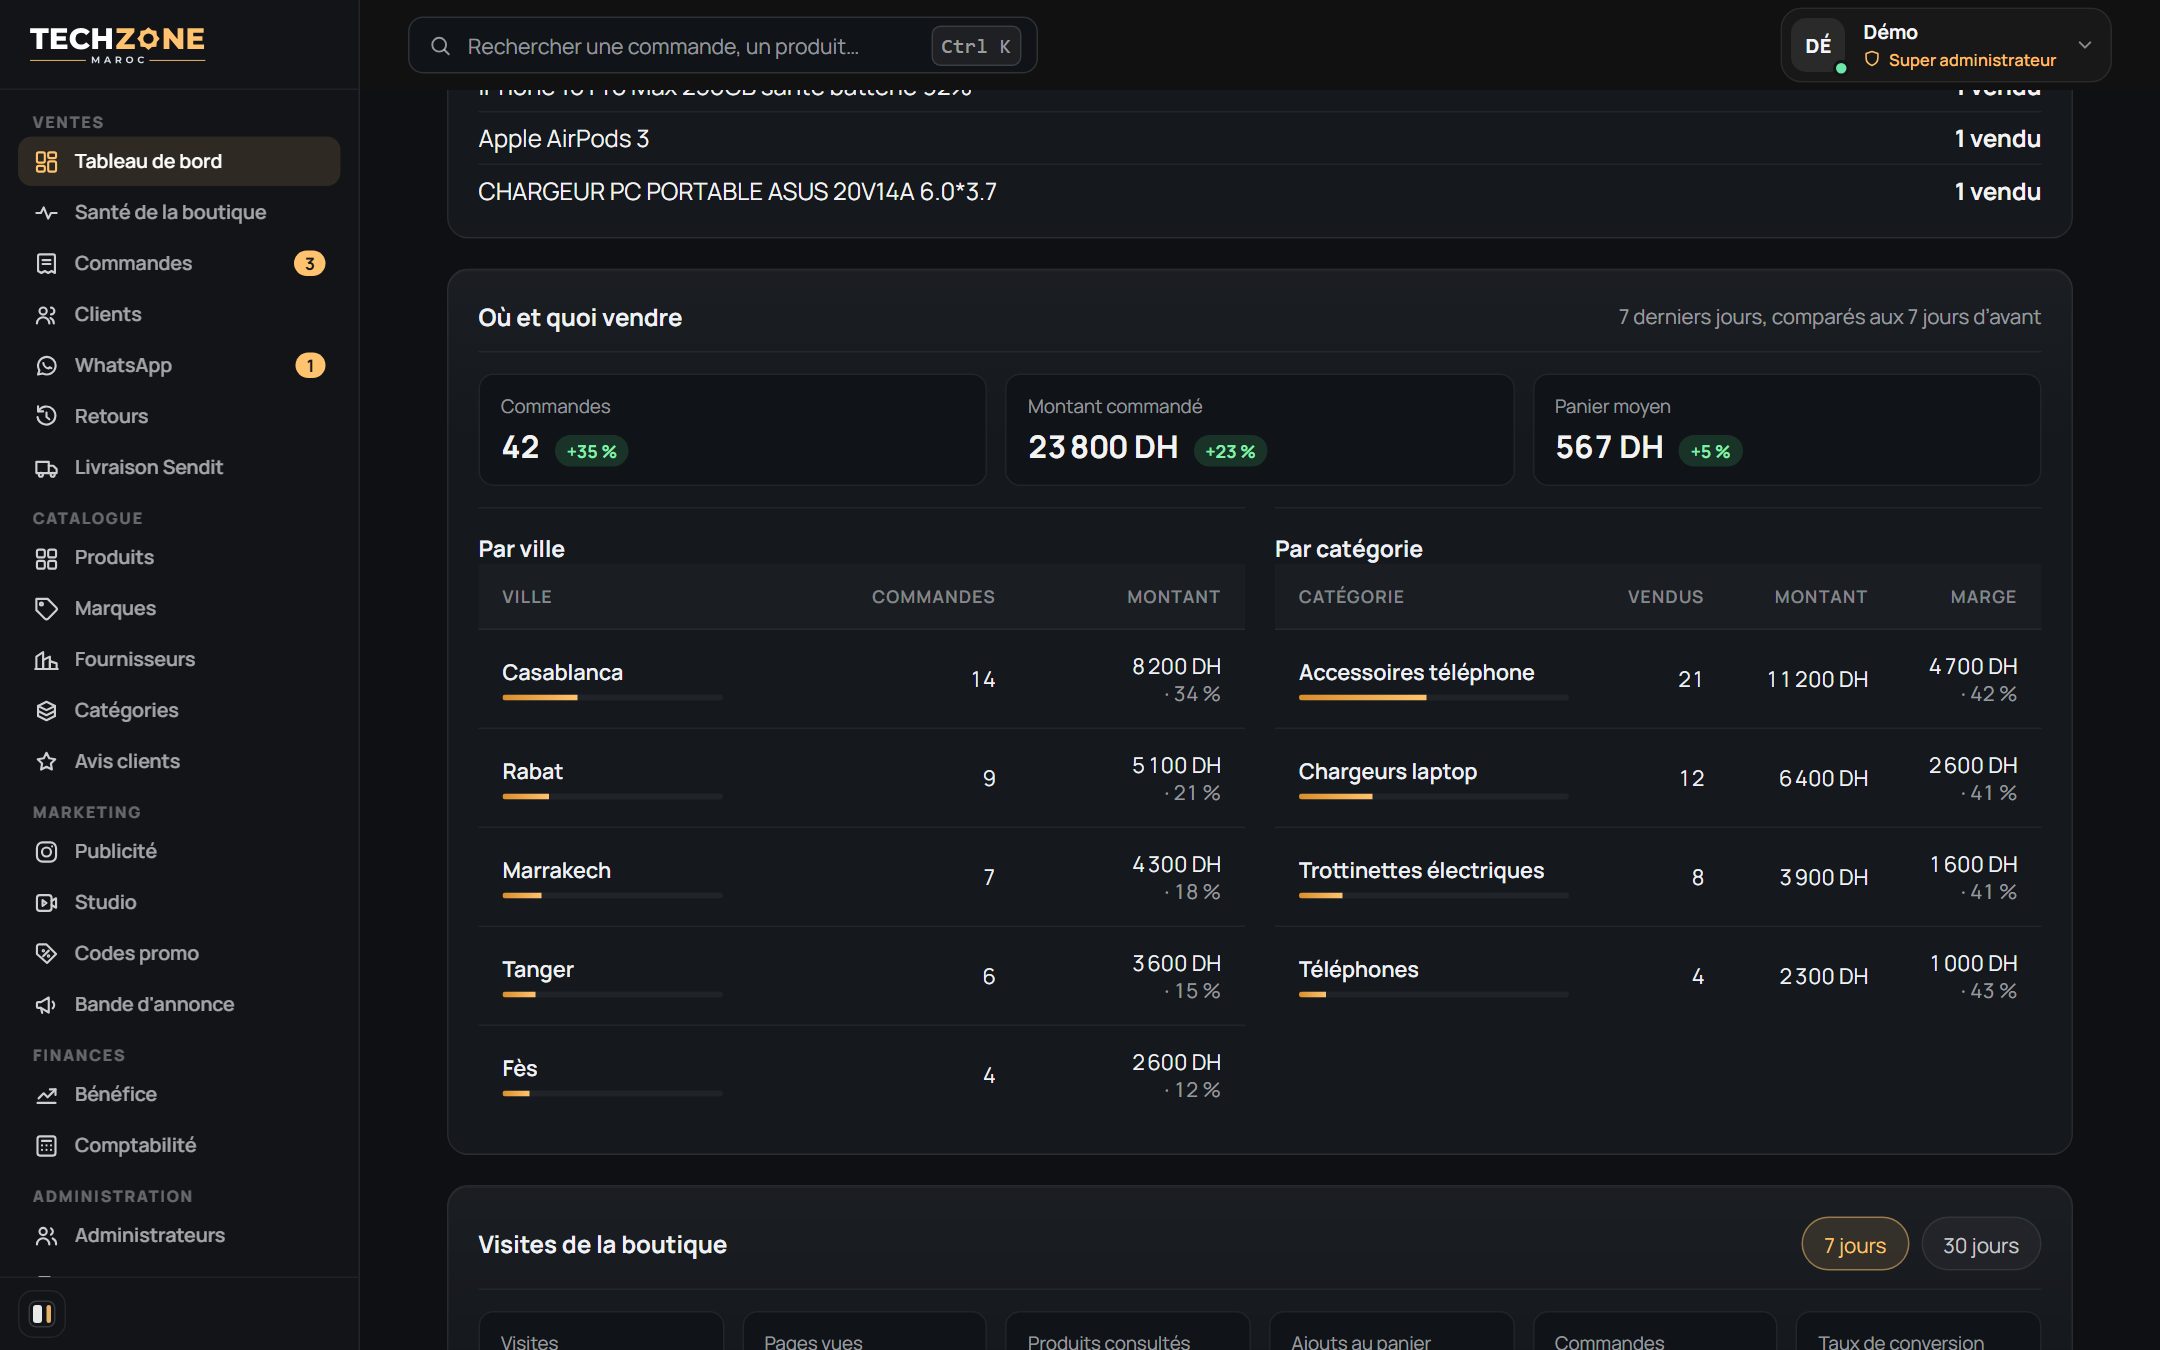 TECHZONE
MAROC
Rechercher une commande, un produit...
Ctrl K
DÉ
Démo
Super administrateur
VENTES
Tableau de bord
Santé de la boutique
Commandes 3
Clients
WhatsApp 1
Retours
Livraison Sendit
CATALOGUE
Produits
Marques
Fournisseurs
Catégories
Avis clients
MARKETING
Publicité
Studio
Codes promo
Bande d'annonce
FINANCES
Bénéfice
Comptabilité
ADMINISTRATION
Administrateurs
1 vendu
Apple AirPods 3 1 vendu
CHARGEUR PC PORTABLE ASUS 20V14A 6.0*3.7 1 vendu
Où et quoi vendre
7 derniers jours, comparés aux 7 jours d’avant
Commandes
42 +35 %
Montant commandé
23 800 DH +23 %
Panier moyen
567 DH +5 %
Par ville
VILLE COMMANDES MONTANT
Casablanca 14 8 200 DH
· 34 %
Rabat 9 5 100 DH
· 21 %
Marrakech 7 4 300 DH
· 18 %
Tanger 6 3 600 DH
· 15 %
Fès 4 2 600 DH
· 12 %
Par catégorie
CATÉGORIE VENDUS MONTANT MARGE
Accessoires téléphone 21 11 200 DH 4 700 DH
· 42 %
Chargeurs laptop 12 6 400 DH 2 600 DH
· 41 %
Trottinettes électriques 8 3 900 DH 1 600 DH
· 41 %
Téléphones 4 2 300 DH 1 000 DH
· 43 %
Visites de la boutique
7 jours
30 jours
Visites
Pages vues
Produits consultés
Ajouts au panier
Commandes
Taux de conversion